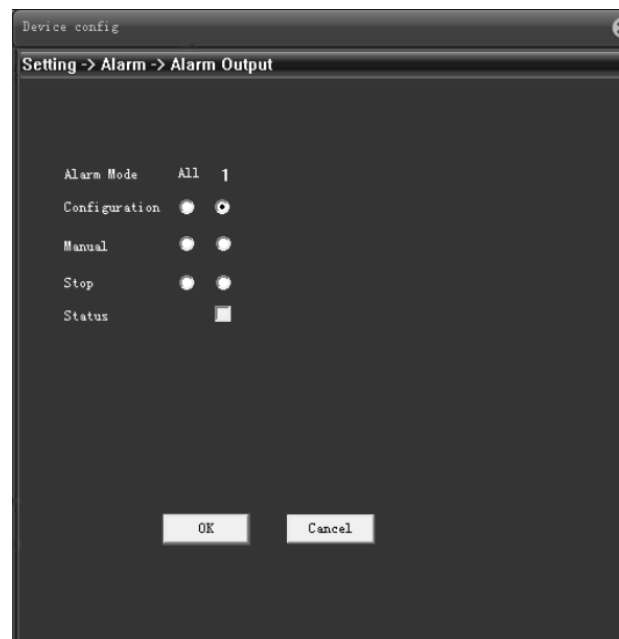 Device config
Setting -> Alarm -> Alarm Output
Alarm Mode All 1
Configuration
Manual
Stop
Status
OK Cancel